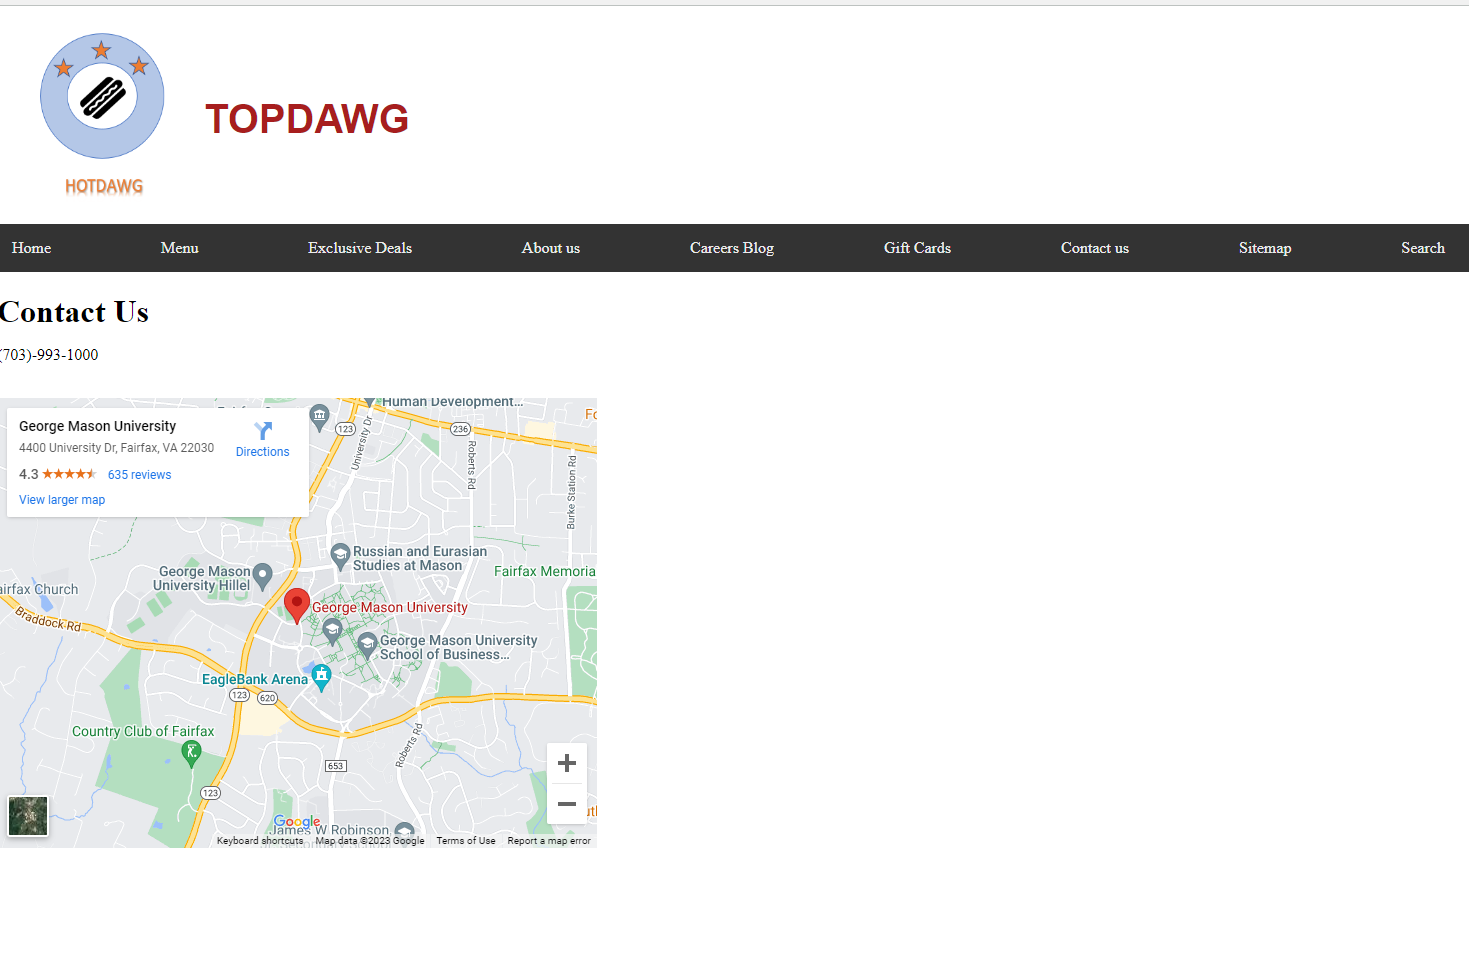 TOPDAWG
HOTDAWG
Home Menu Exclusive Deals About us Careers Blog Gift Cards Contact us Sitemap Search
Contact Us
(703)-993-1000
George Mason University
4400 University Dr, Fairfax, VA 22030
4.3 635 reviews
View larger map
Directions
Human Development...
123
236
University Dr
Roberts Rd
Burke Station Rd
Russian and Eurasian
Studies at Mason
George Mason
University Hillel
Fairfax Memoria
airfax Church
George Mason University
Braddock Rd
George Mason University
School of Business...
EagleBank Arena
123
620
Country Club of Fairfax
Roberts Rd
653
123
Google
James W Robinson
Keyboard shortcuts Map data ©2023 Google Terms of Use Report a map error